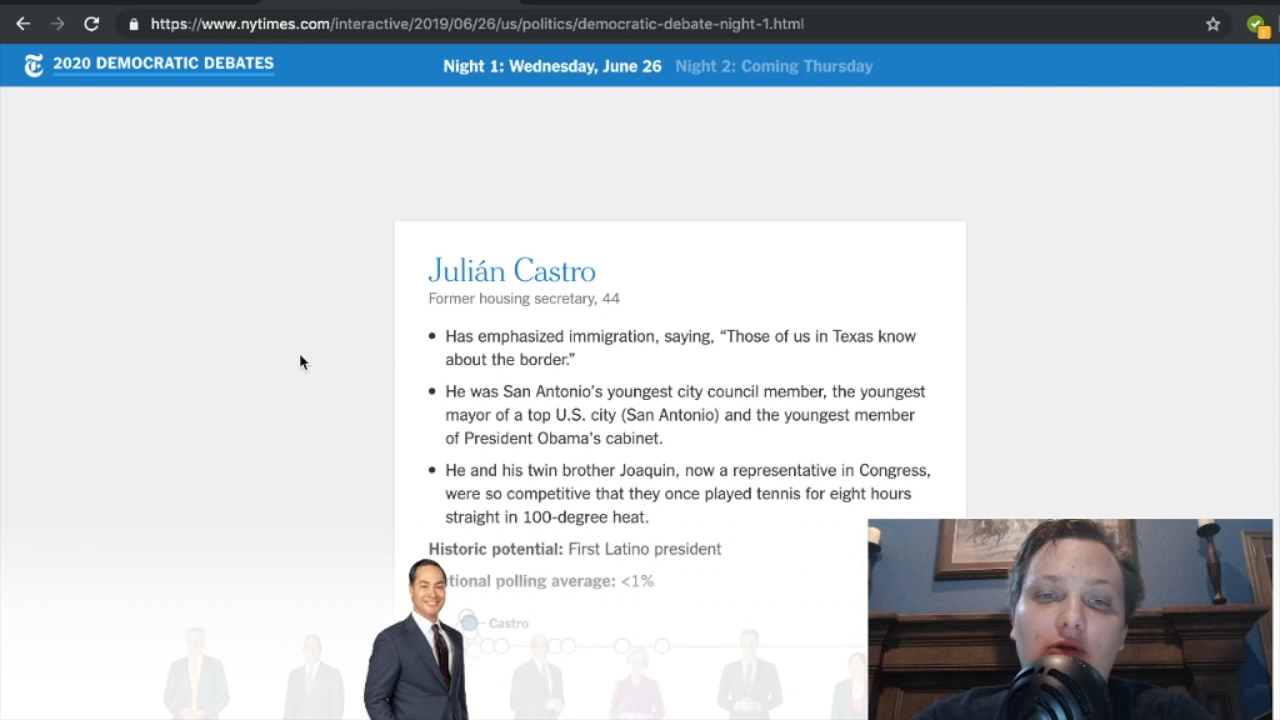 https://www.nytimes.com/interactive/2019/06/26/us/politics/democratic-debate-night-1.html
1
T
2020 DEMOCRATIC DEBATES
Night 1: Wednesday, June 26
Night 2: Coming Thursday
Julián Castro
Former housing secretary, 44
• Has emphasized immigration, saying, “Those of us in Texas know
about the border.”
• He was San Antonio's youngest city council member, the youngest
mayor of a top U.S. city (San Antonio) and the youngest member
of President Obama's cabinet.
• He and his twin brother Joaquin, now a representative in Congress,
were so competitive that they once played tennis for eight hours
straight in 100-degree heat.
Historic potential: First Latino president
tional polling average: <1%
Castro